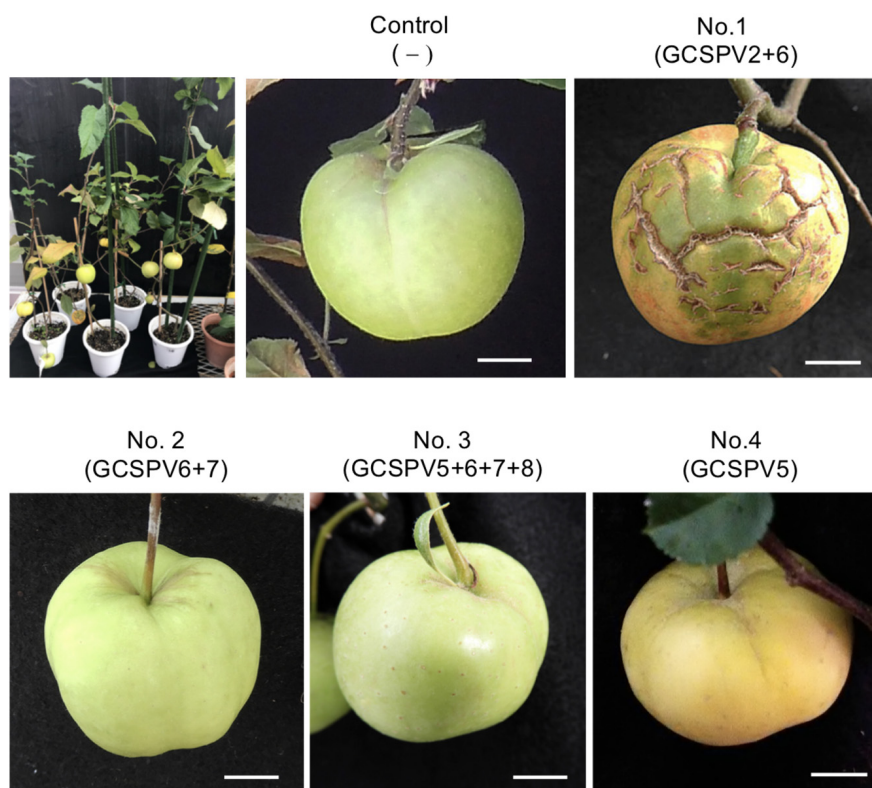 Control
( − )
No.1
(GCSPV2+6)
No. 2
(GCSPV6+7)
No. 3
(GCSPV5+6+7+8)
No.4
(GCSPV5)